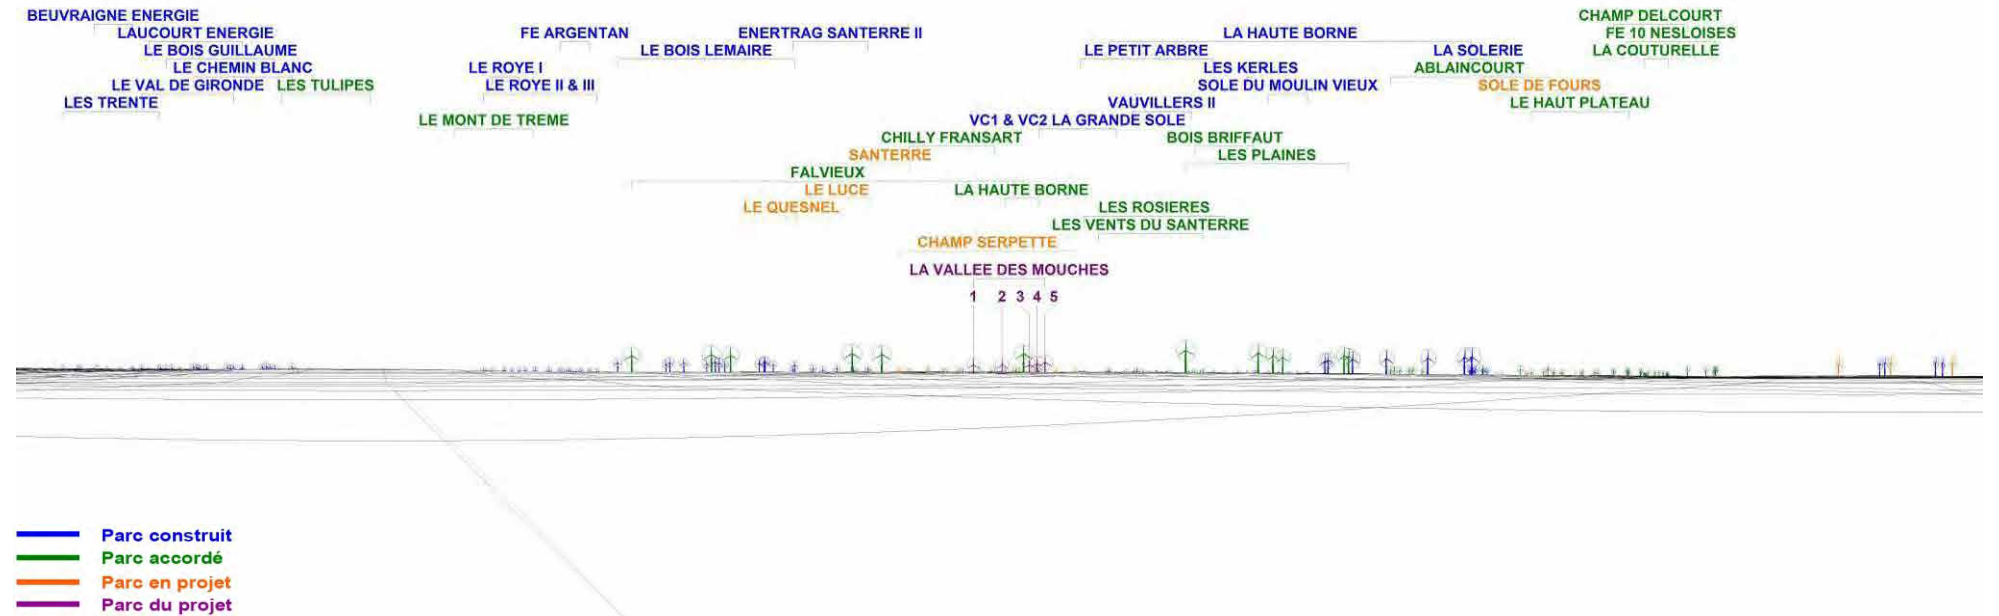 BEUVRAIGNE ENERGIE
CHAMP DELCOURT
LAUCOURT ENERGIE
FE ARGENTAN
ENERTRAG SANTERRE II
LA HAUTE BORNE
FE 10 NESLOISES
LE BOIS GUILLAUME
LE BOIS LEMAIRE
LE PETIT ARBRE
LA SOLERIE
LA COUTURELLE
LE CHEMIN BLANC
LE ROYE I
LES KERLES
ABLAINCOURT
LE VAL DE GIRONDE
LES TULIPES
LE ROYE II & III
SOLE DU MOULIN VIEUX
SOLE DE FOURS
LES TRENTE
VAUVILLERS II
LE HAUT PLATEAU
LE MONT DE TREME
VC1 & VC2 LA GRANDE SOLE
CHILLY FRANSART
BOIS BRIFFAUT
SANTERRE
LES PLAINES
FALVIEUX
LE LUCE
LA HAUTE BORNE
LE QUESNEL
LES ROSIERES
LES VENTS DU SANTERRE
CHAMP SERPETTE
LA VALLEE DES MOUCHES
1 2 3 4 5
Parc construit
Parc accordé
Parc en projet
Parc du projet